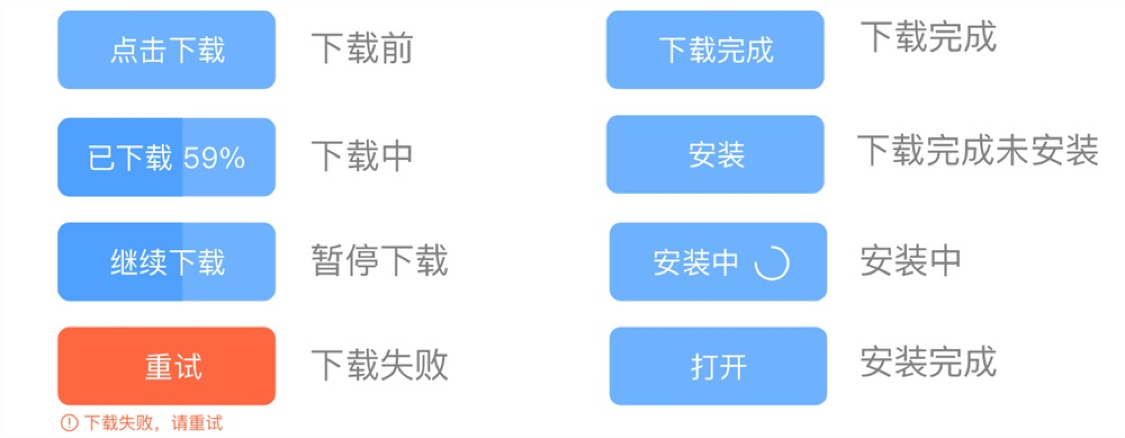 点击下载
下载前
已下载 59%
下载中
继续下载
暂停下载
重试
下载失败
下载失败，请重试
下载完成
下载完成
安装
下载完成未安装
安装中
安装中
打开
安装完成